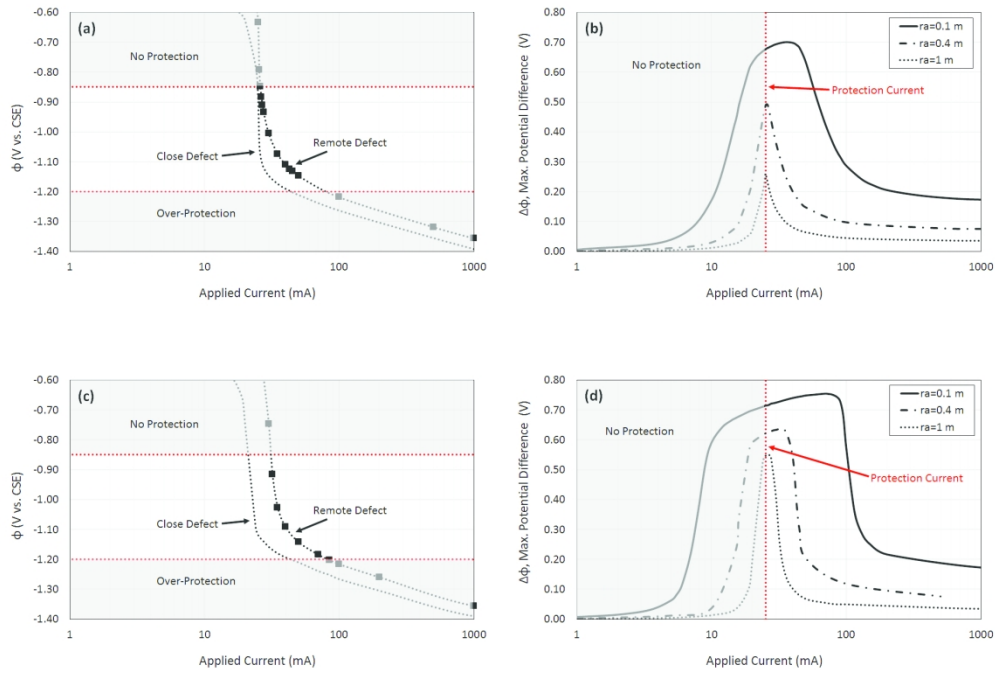 (a)
-0.60
-0.70
-0.80
-0.90
-1.00
-1.10
-1.20
-1.30
-1.40
ϕ (V vs. CSE)
No Protection
Close Defect
Remote Defect
Over-Protection
1 10 100 1000
Applied Current (mA)
(b)
0.80
0.70
0.60
0.50
0.40
0.30
0.20
0.10
0.00
Δϕ, Max. Potential Difference (V)
No Protection
Protection Current
ra=0.1 m
ra=0.4 m
ra=1 m
1 10 100 1000
Applied Current (mA)
(c)
-0.60
-0.70
-0.80
-0.90
-1.00
-1.10
-1.20
-1.30
-1.40
ϕ (V vs. CSE)
No Protection
Close Defect
Remote Defect
Over-Protection
1 10 100 1000
Applied Current (mA)
(d)
0.80
0.70
0.60
0.50
0.40
0.30
0.20
0.10
0.00
Δϕ, Max. Potential Difference (V)
No Protection
Protection Current
ra=0.1 m
ra=0.4 m
ra=1 m
1 10 100 1000
Applied Current (mA)